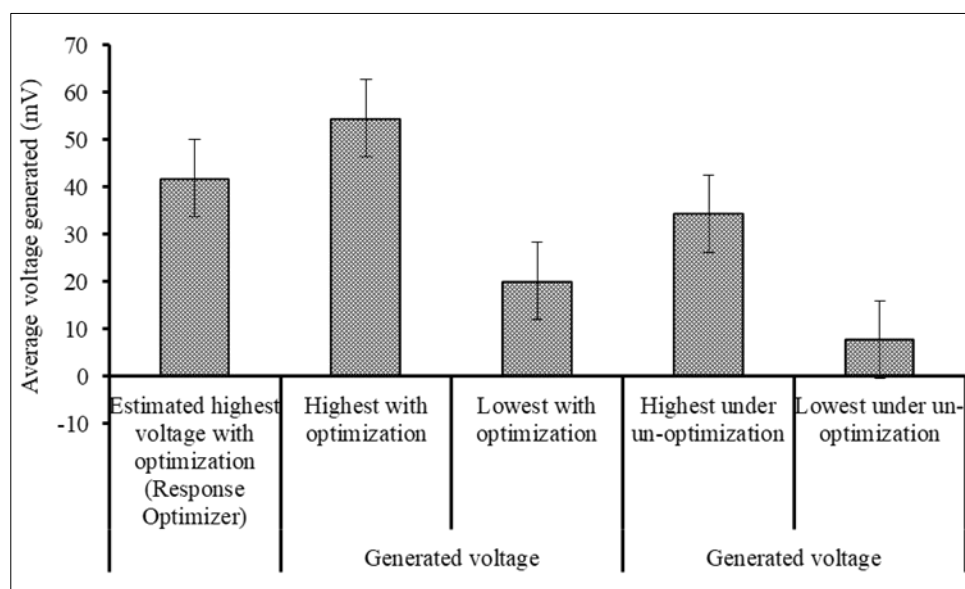 Average voltage generated (mV)
70
60
50
40
30
20
10
0
-10
Estimated highest
voltage with
optimization
(Response
Optimizer)
Highest with
optimization
Lowest with
optimization
Highest under
un-optimization
Lowest under un-
optimization
Generated voltage
Generated voltage